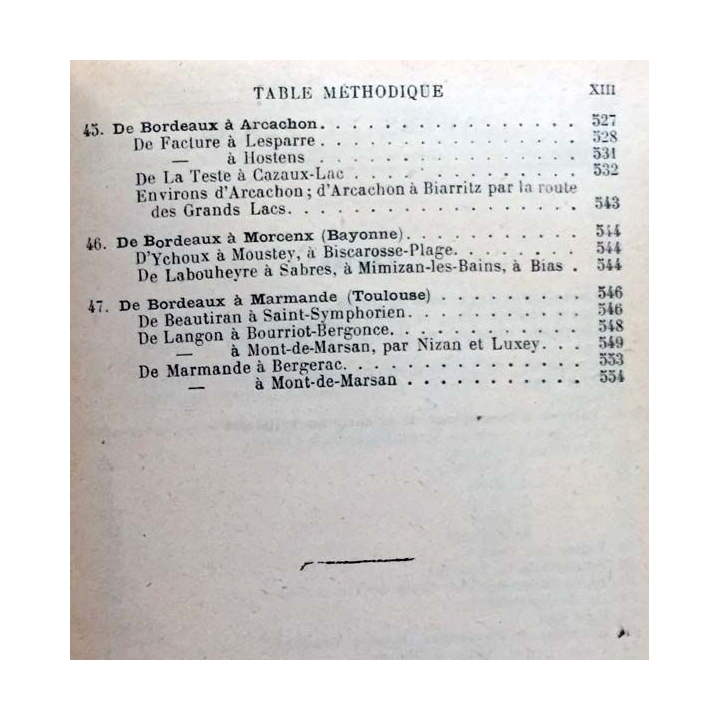 TABLE MÉTHODIQUE XIII
45. De Bordeaux à Arcachon. . . . . . . . . . . . . . . . 527
De Facture à Lesparre . . . . . . . . . . . . . . . 528
— à Hostens . . . . . . . . . . . . . . . 531
De La Teste à Cazaux-Lac . . . . . . . . . . . . . 532
Environs d'Arcachon ; d'Arcachon à Biarritz par la route
des Grands Lacs. . . . . . . . . . . . . . . . . 543
46. De Bordeaux à Morcenx (Bayonne). . . . . . . . . . . 544
D'Ychoux à Moustey, à Biscarosse-Plage. . . . . . . . 544
De Labouheyre à Sabres, à Mimizan-les-Bains, à Bias . 544
47. De Bordeaux à Marmande (Toulouse) . . . . . . . . . 546
De Beautiran à Saint-Symphorien. . . . . . . . . . . 546
De Langon à Bourriot-Bergonce. . . . . . . . . . . . 548
— à Mont-de-Marsan, par Nizan et Luxey. . . 549
De Marmande à Bergerac. . . . . . . . . . . . . . . 553
— à Mont-de-Marsan . . . . . . . . . . . 554